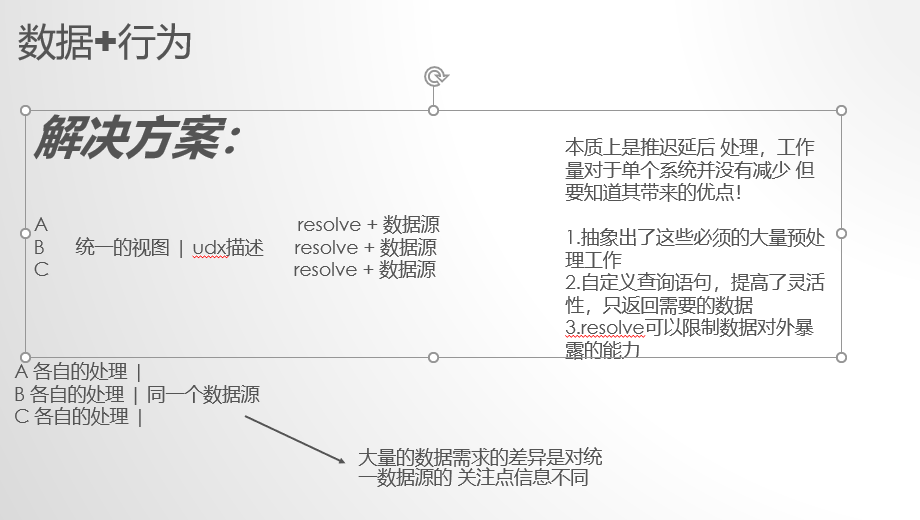 数据+行为
解决方案：
A resolve + 数据源
B 统一的视图 | udx描述 resolve + 数据源
C resolve + 数据源
本质上是推迟延后 处理，工作
量对于单个系统并没有减少 但
要知道其带来的优点！
1.抽象出了这些必须的大量预处
理工作
2.自定义查询语句，提高了灵活
性，只返回需要的数据
3.resolve可以限制数据对外暴
露的能力
A 各自的处理 |
B 各自的处理 | 同一个数据源
C 各自的处理 |
大量的数据需求的差异是对统
一数据源的 关注点信息不同